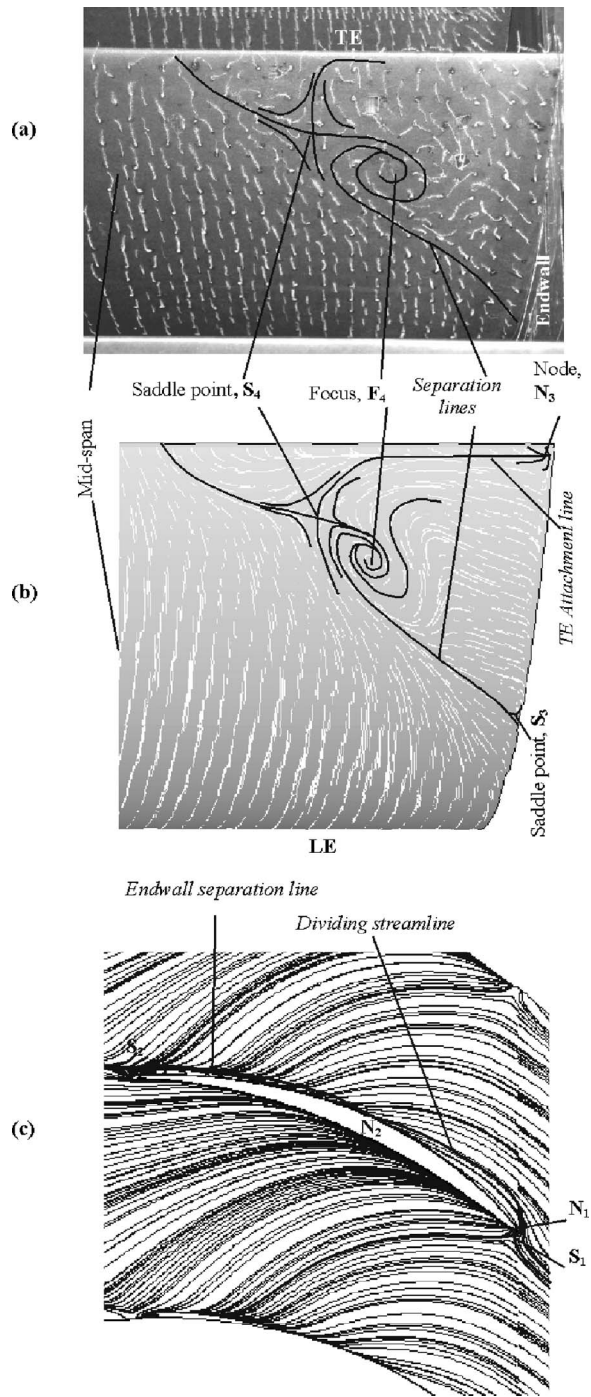 TE
(a)
Endwall
Mid-span
Saddle point, S₄
Focus, F₄
Separation
lines
Node,
N₃
(b)
TE Attachment line
Saddle point, S₃
LE
Endwall separation line
Dividing streamline
S₂
(c)
N₂
N₁
S₁